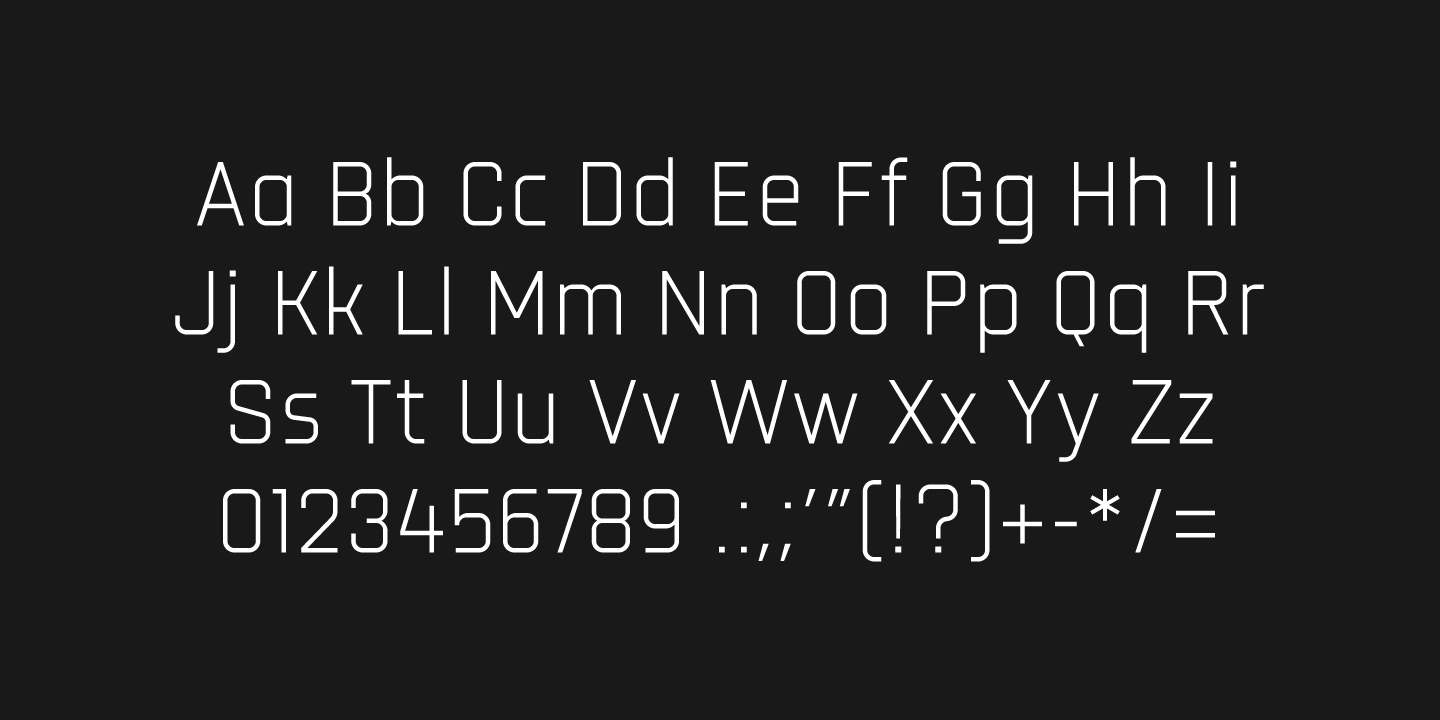 Aa Bb Cc Dd Ee Ff Gg Hh Ii
Jj Kk Ll Mm Nn Oo Pp Qq Rr
Ss Tt Uu Vv Ww Xx Yy Zz
0123456789 .:,;’”(!?)+-*/=